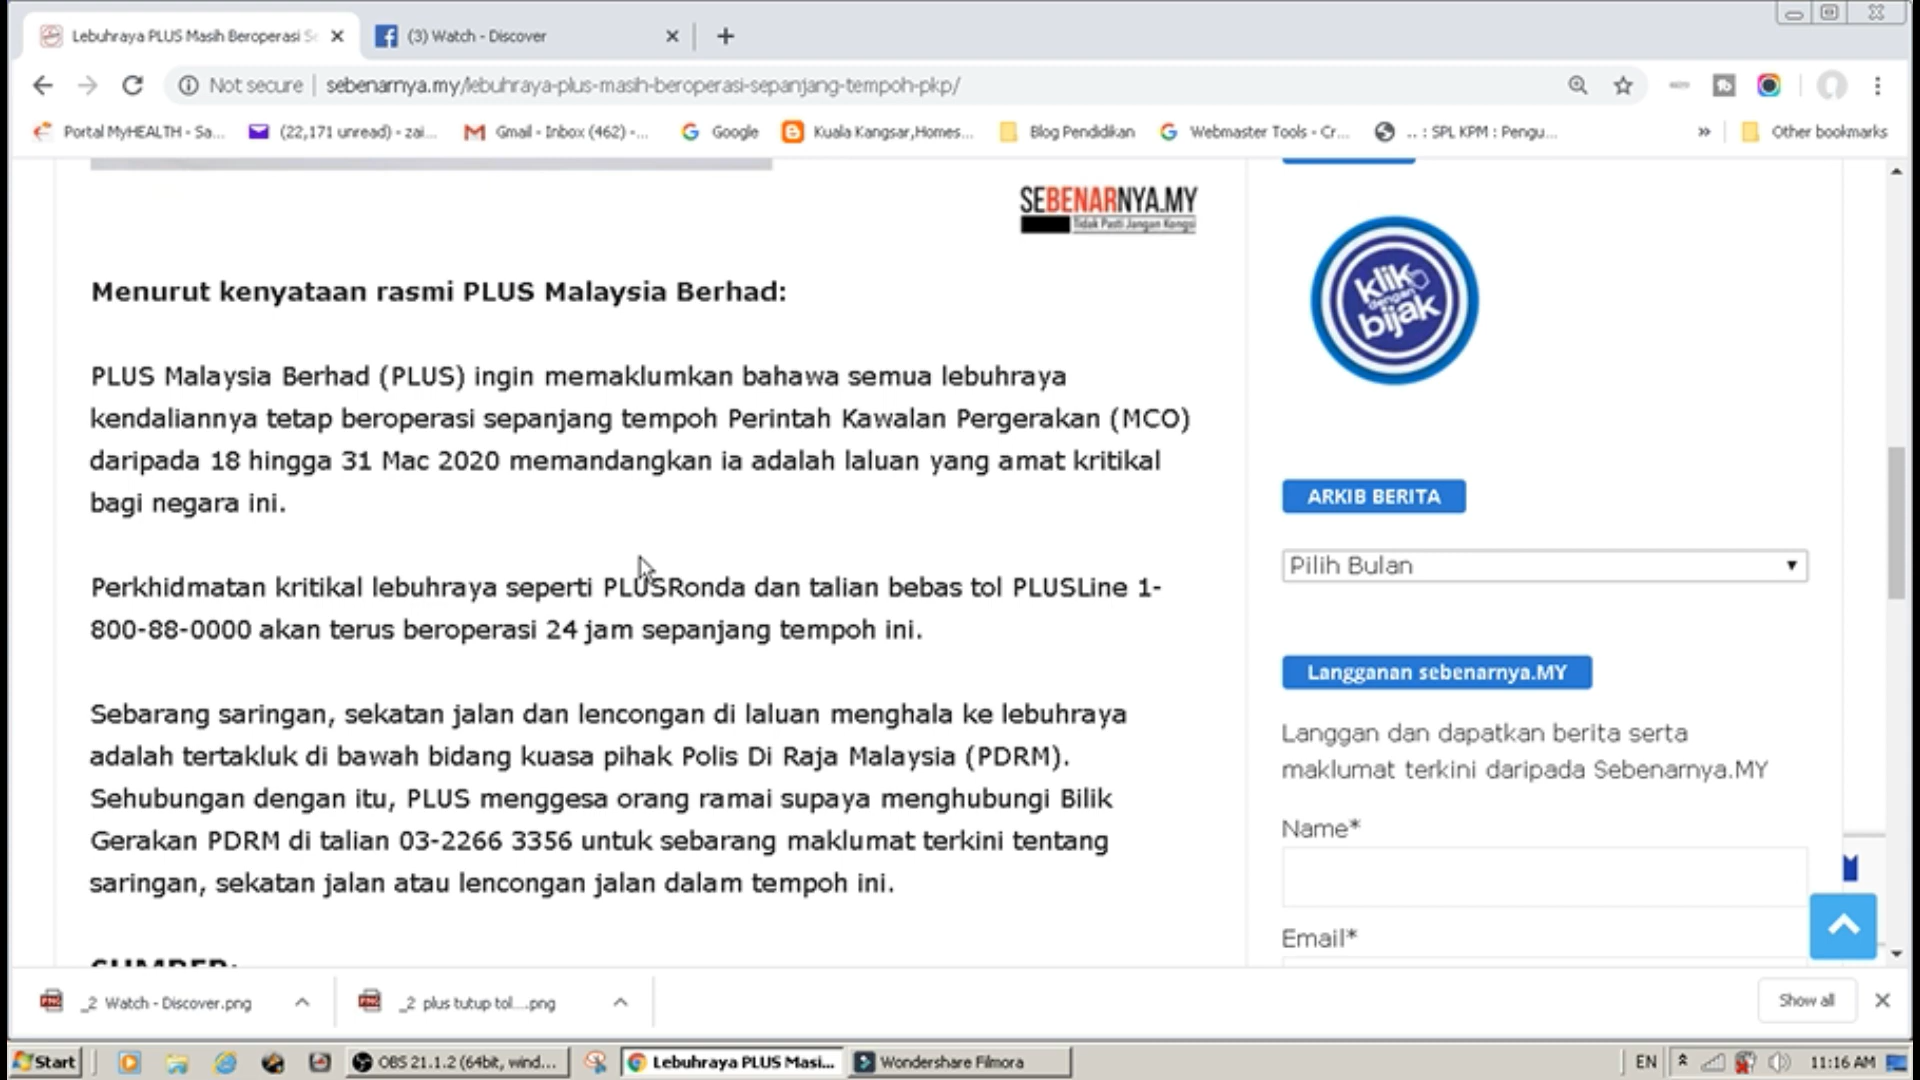 Lebuhraya PLUS Masih Beroperasi S
(3) Watch - Discover
Not secure | sebenarnya.my/lebuhraya-plus-masih-beroperasi-sepanjang-tempoh-pkp/
Portal MyHEALTH - Sa...
(22,171 unread) - zai...
Gmail - Inbox (462) -...
Google
Kuala Kangsar,Homes...
Blog Pendidikan
Webmaster Tools - Cr...
.. : SPL KPM : Pengu...
»
Other bookmarks
SEBENARNYA.MY
Tidak Pasti Jangan Kongsi
Menurut kenyataan rasmi PLUS Malaysia Berhad:
PLUS Malaysia Berhad (PLUS) ingin memaklumkan bahawa semua lebuhraya
kendaliannya tetap beroperasi sepanjang tempoh Perintah Kawalan Pergerakan (MCO)
daripada 18 hingga 31 Mac 2020 memandangkan ia adalah laluan yang amat kritikal
bagi negara ini.
Perkhidmatan kritikal lebuhraya seperti PLUSRonda dan talian bebas tol PLUSLine 1-
800-88-0000 akan terus beroperasi 24 jam sepanjang tempoh ini.
Sebarang saringan, sekatan jalan dan lencongan di laluan menghala ke lebuhraya
adalah tertakluk di bawah bidang kuasa pihak Polis Di Raja Malaysia (PDRM).
Sehubungan dengan itu, PLUS menggesa orang ramai supaya menghubungi Bilik
Gerakan PDRM di talian 03-2266 3356 untuk sebarang maklumat terkini tentang
saringan, sekatan jalan atau lencongan jalan dalam tempoh ini.
SUMBER:
klik
dengan
bijak
ARKIB BERITA
Pilih Bulan
Langganan sebenarnya.MY
Langgan dan dapatkan berita serta
maklumat terkini daripada Sebenarnya.MY
Name*
Email*
_2 Watch - Discover.png
_2 plus tutup tol....png
Show all
Start
OBS 21.1.2 (64bit, wind...
Lebuhraya PLUS Masi...
Wondershare Filmora
EN
11:16 AM